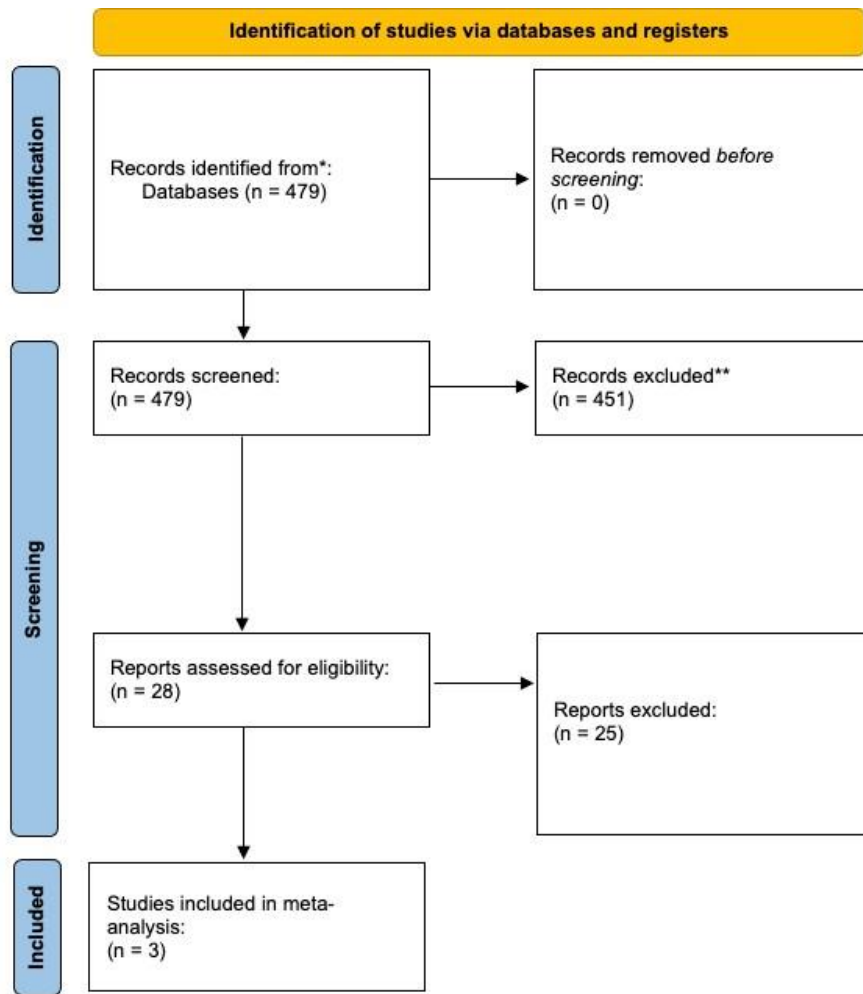 Identification of studies via databases and registers
Identification
Records identified from*:
Databases (n = 479)
Records removed before
screening:
(n = 0)
Screening
Records screened:
(n = 479)
Records excluded**
(n = 451)
Reports assessed for eligibility:
(n = 28)
Reports excluded:
(n = 25)
Included
Studies included in meta-
analysis:
(n = 3)